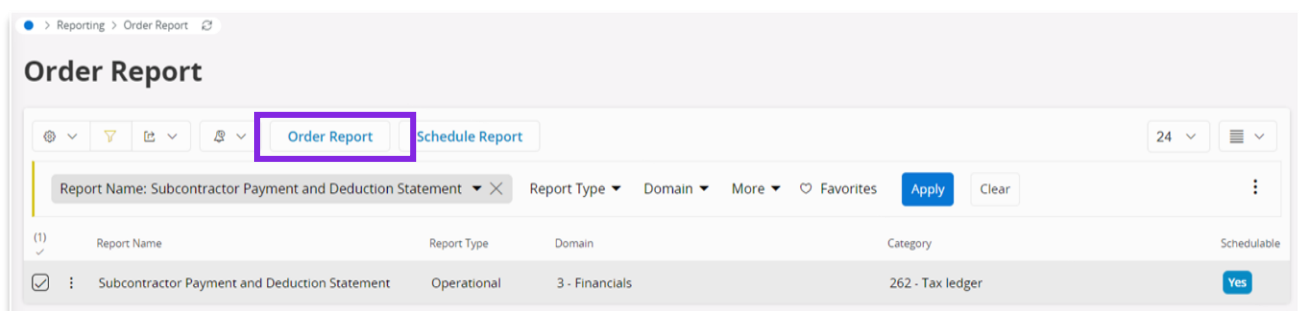 > Reporting > Order Report
Order Report
Order Report Schedule Report 24
Report Name: Subcontractor Payment and Deduction Statement Report Type Domain More Favorites Apply Clear
(1) Report Name Report Type Domain Category Schedulable
Subcontractor Payment and Deduction Statement Operational 3 - Financials 262 - Tax ledger Yes